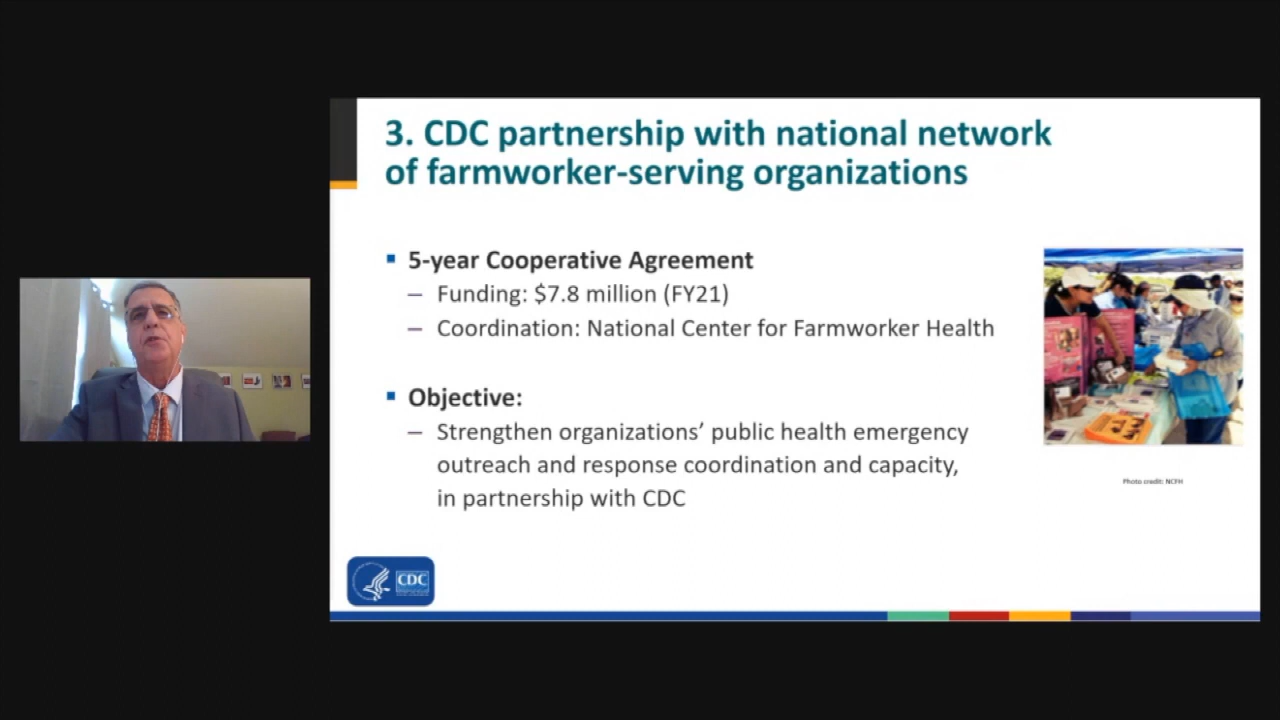 3. CDC partnership with national network
of farmworker-serving organizations
▪ 5-year Cooperative Agreement
– Funding: $7.8 million (FY21)
– Coordination: National Center for Farmworker Health
▪ Objective:
– Strengthen organizations’ public health emergency
outreach and response coordination and capacity,
in partnership with CDC
Photo credit: NCFH
CDC